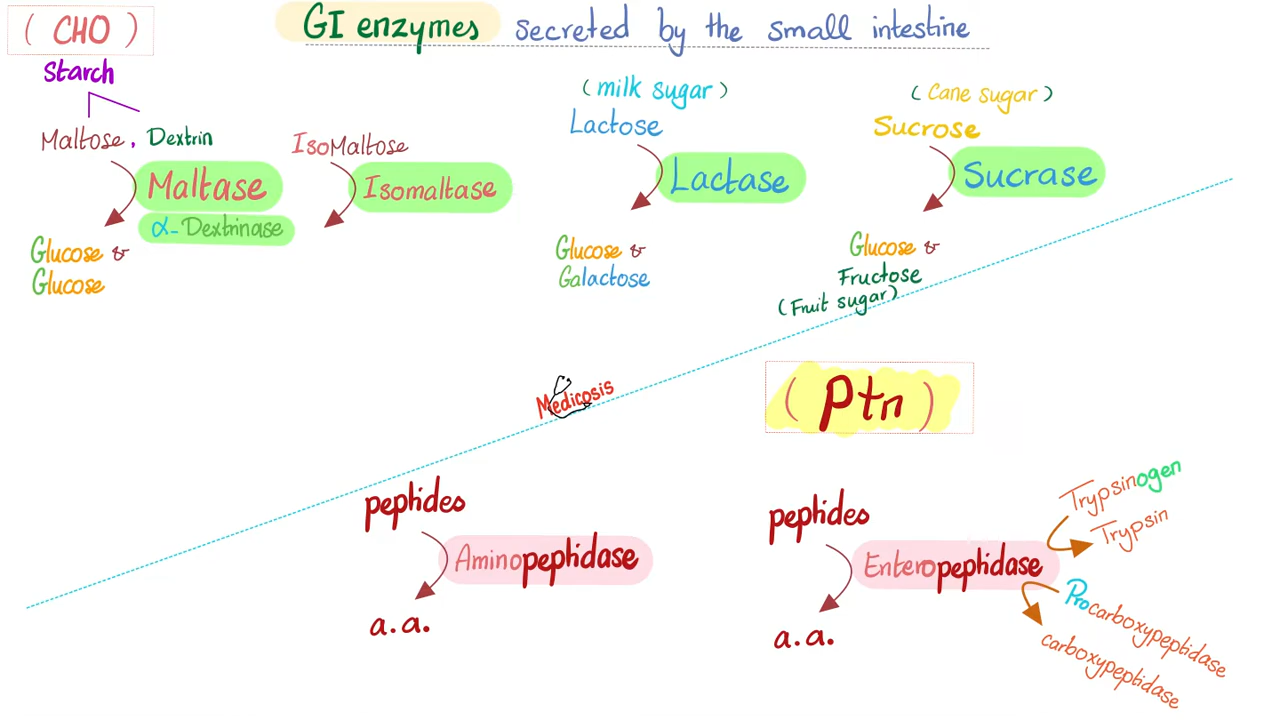 ( CHO )
GI enzymes secreted by the small intestine
Starch
Maltose, Dextrin
Maltase
α-Dextrinase
Glucose &
Glucose
IsoMaltose
Isomaltase
(milk sugar)
Lactose
Lactase
Glucose &
Galactose
(Cane sugar)
Sucrose
Sucrase
Glucose &
Fructose
(Fruit sugar)
Medicosis
( Ptn )
peptides
Aminopeptidase
a.a.
peptides
Enteropeptidase
a.a.
Trypsinogen
Trypsin
Procarboxypeptidase
carboxypeptidase